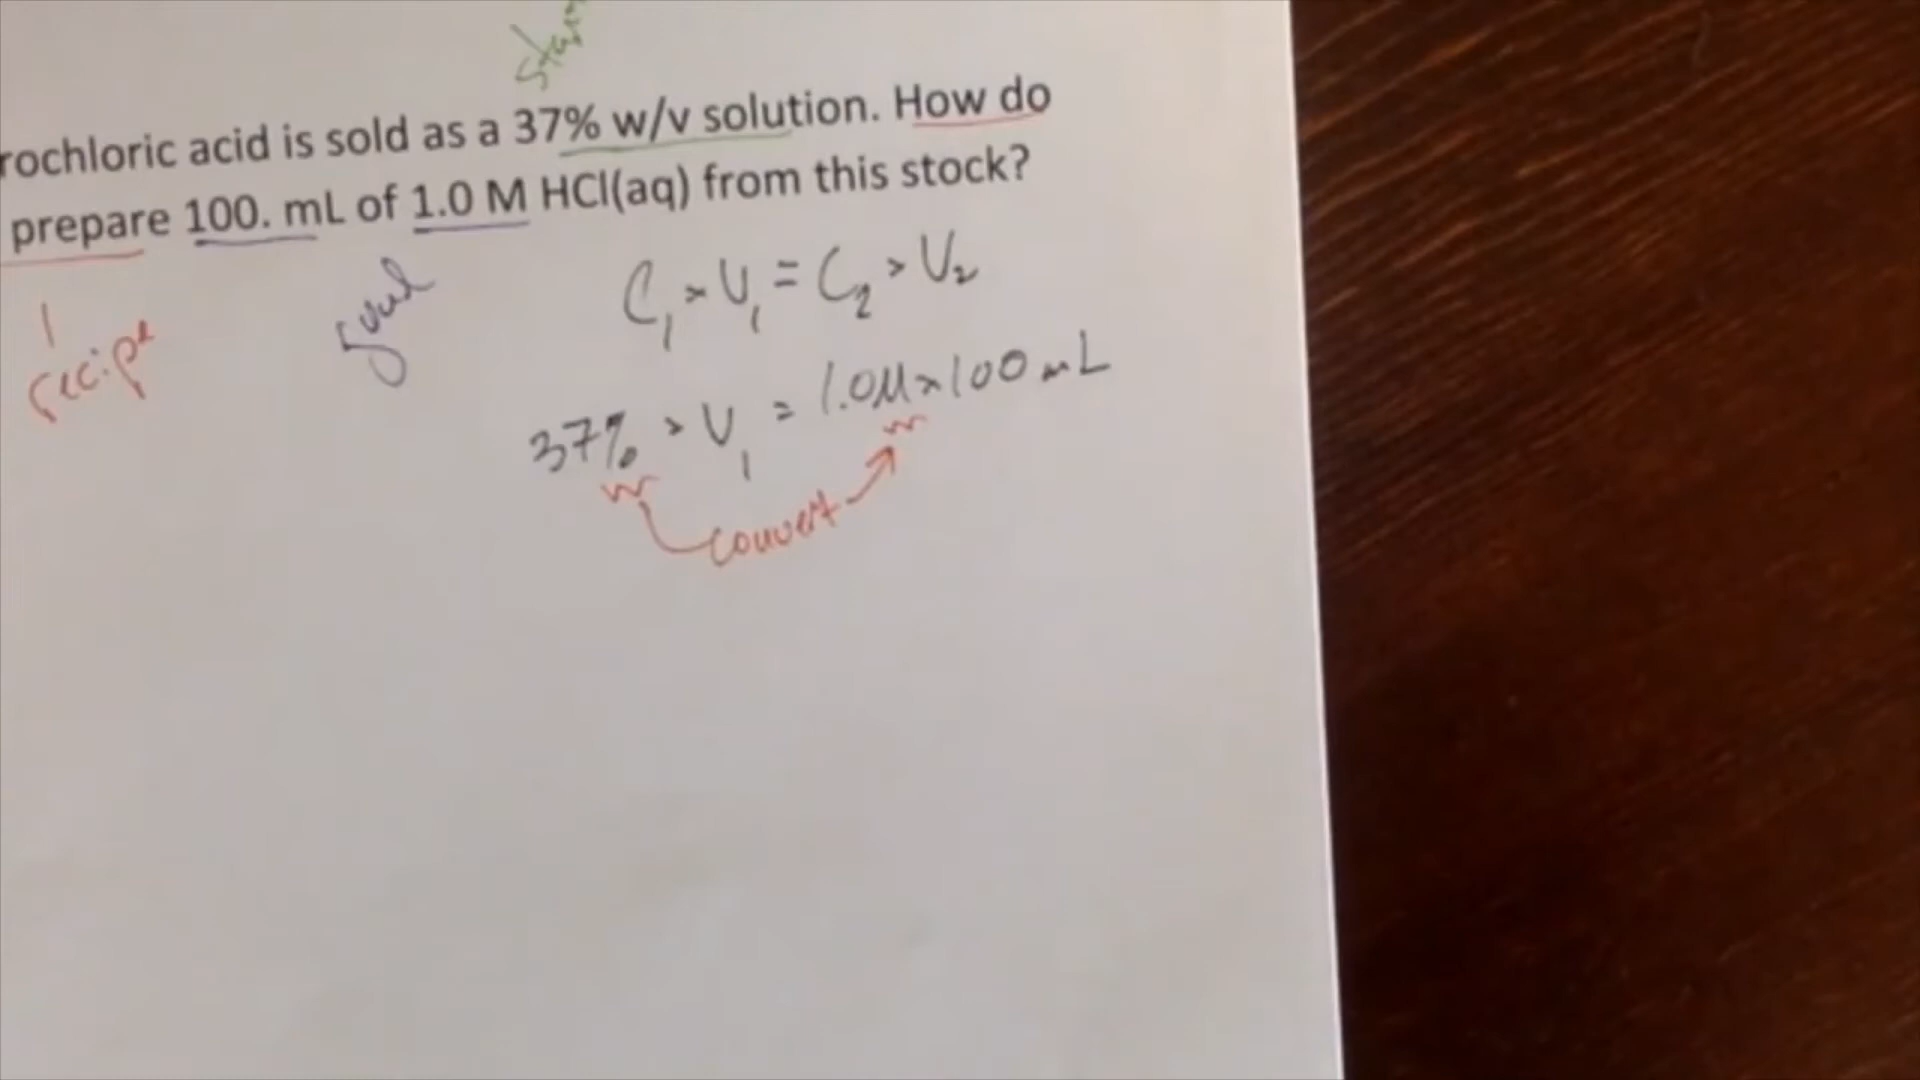 rochloric acid is sold as a 37% w/v solution. How do
prepare 100. mL of 1.0 M HCl(aq) from this stock?
recipe
C₁ × V₁ = C₂ × V₂
37% × V₁ = 1.0M × 100 mL
convert